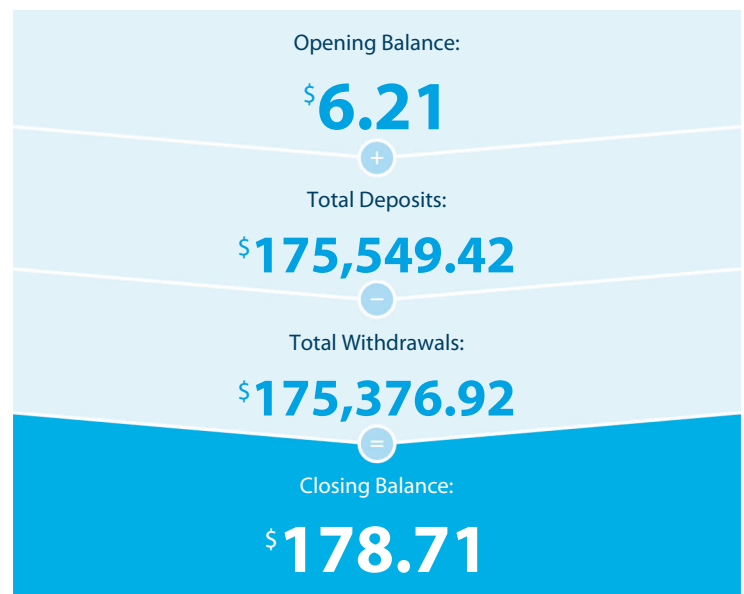 Opening Balance:
$6.21
+
Total Deposits:
$175,549.42
−
Total Withdrawals:
$175,376.92
=
Closing Balance:
$178.71